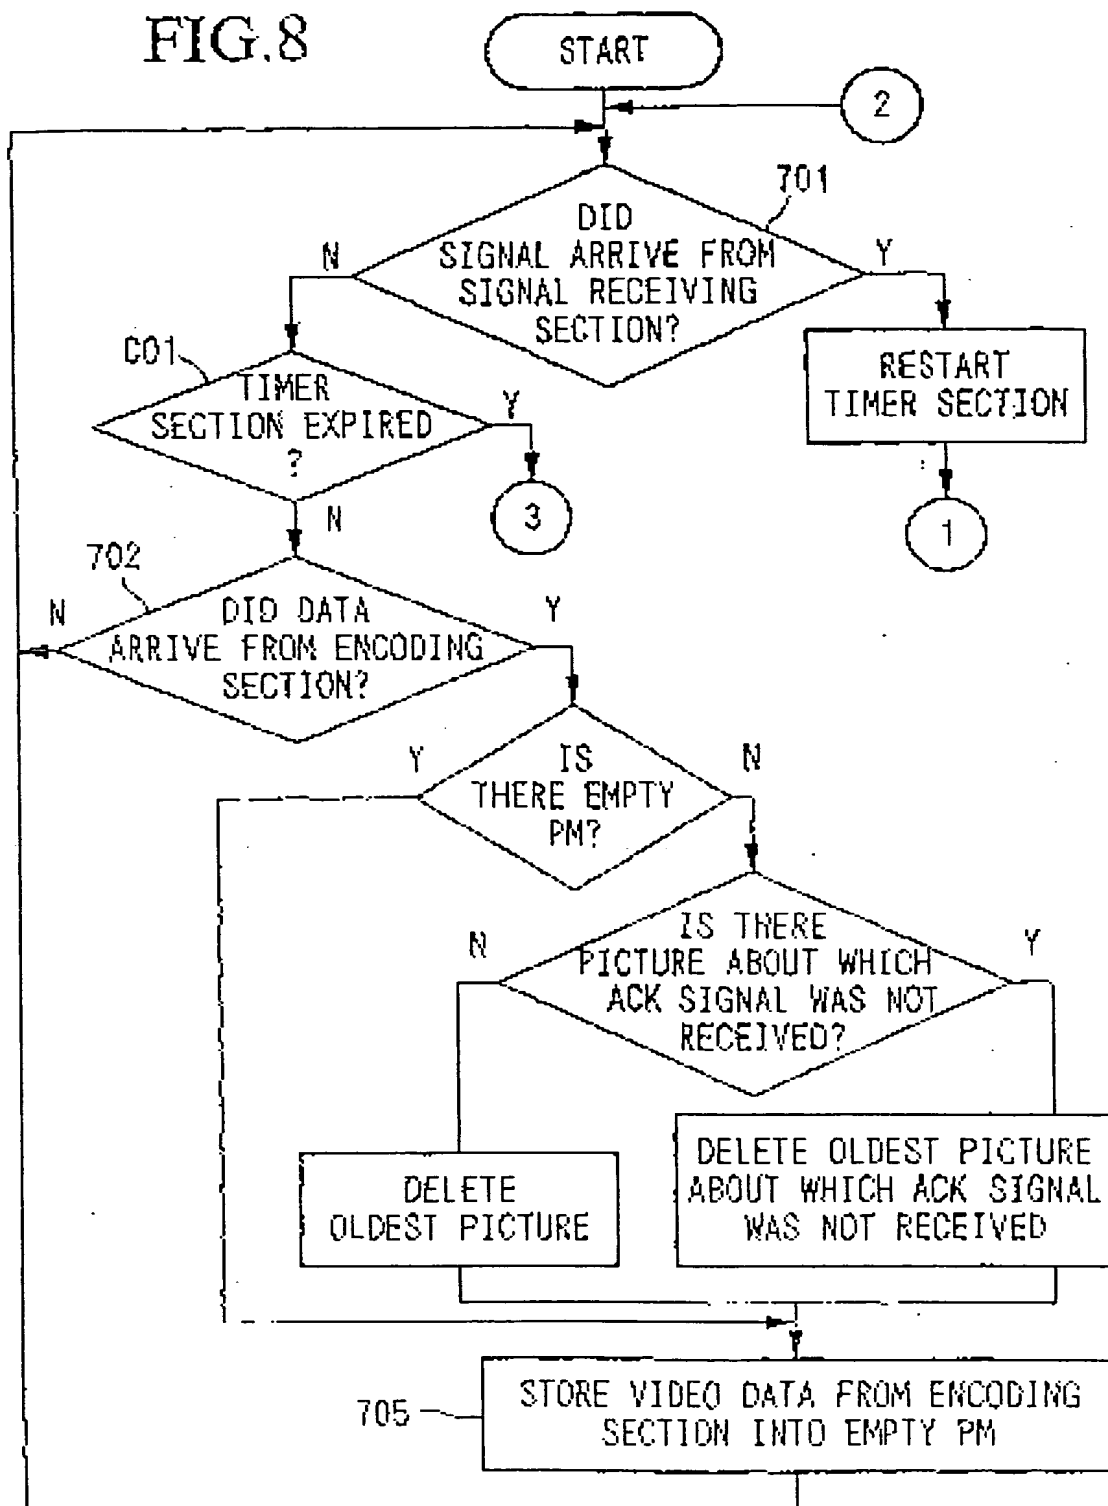 FIG.8
START
2
701
DID
SIGNAL ARRIVE FROM
SIGNAL RECEIVING
SECTION?
N
Y
C01
TIMER
SECTION EXPIRED
?
Y
RESTART
TIMER SECTION
3
1
N
702
N
DID DATA
ARRIVE FROM ENCODING
SECTION?
Y
Y
IS
THERE EMPTY
PM?
N
N
IS THERE
PICTURE ABOUT WHICH
ACK SIGNAL WAS NOT
RECEIVED?
Y
DELETE
OLDEST PICTURE
DELETE OLDEST PICTURE
ABOUT WHICH ACK SIGNAL
WAS NOT RECEIVED
705
STORE VIDEO DATA FROM ENCODING
SECTION INTO EMPTY PM